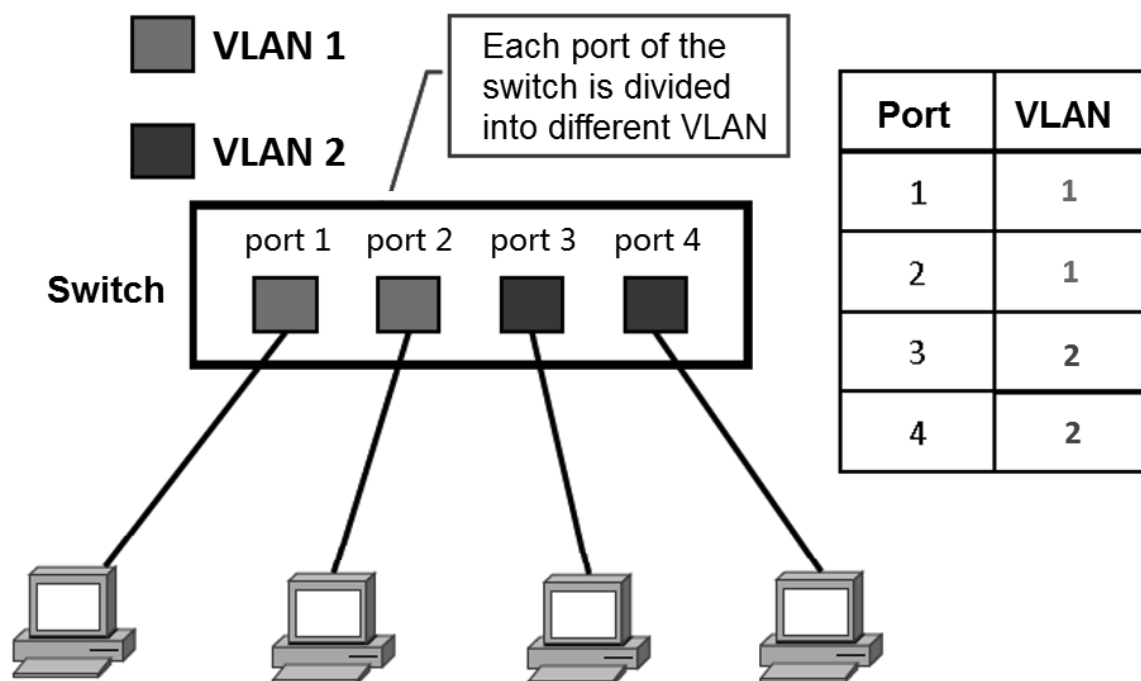 VLAN 1
VLAN 2
Each port of the
switch is divided
into different VLAN
Switch
port 1 port 2 port 3 port 4
Port VLAN
1 1
2 1
3 2
4 2